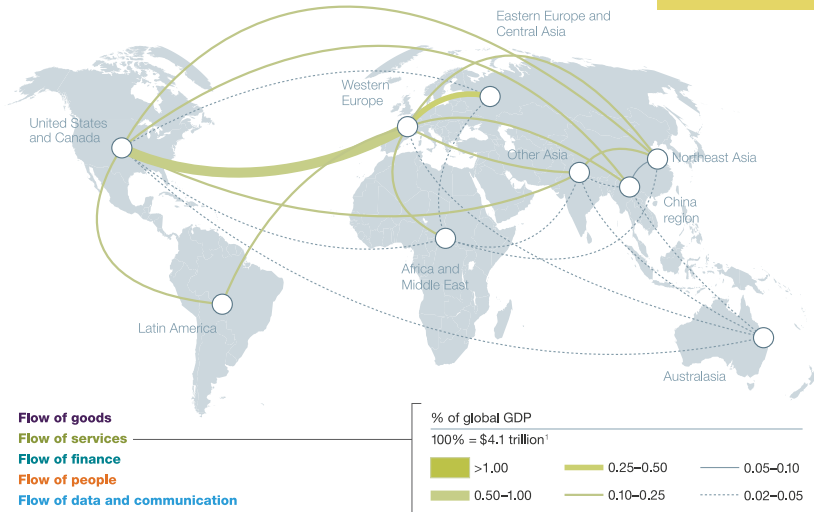 Eastern Europe and
Central Asia
Western
Europe
United States
and Canada
Other Asia
Northeast Asia
China
region
Africa and
Middle East
Latin America
Australasia
Flow of goods
Flow of services
Flow of finance
Flow of people
Flow of data and communication
% of global GDP
100% = $4.1 trillion¹
>1.00
0.25–0.50
0.05–0.10
0.50–1.00
0.10–0.25
0.02–0.05